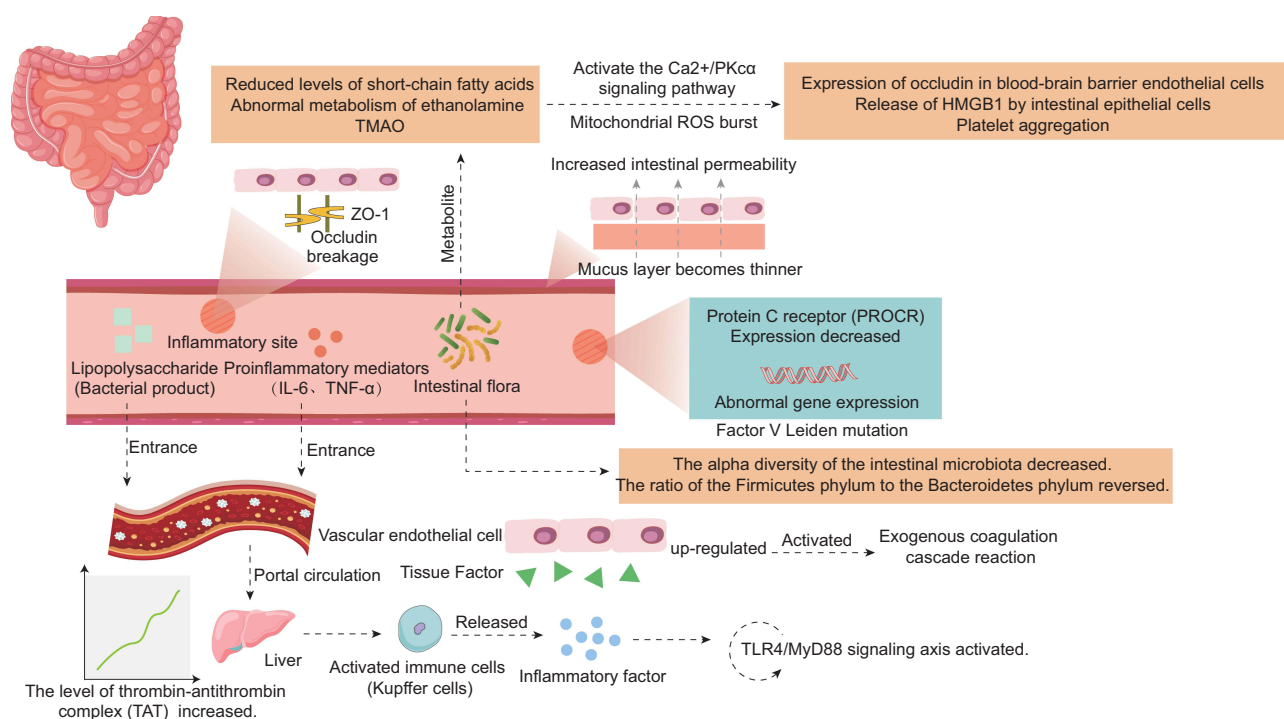 Reduced levels of short-chain fatty acids
Abnormal metabolism of ethanolamine
TMAO
Activate the Ca2+/PKcα
signaling pathway
Mitochondrial ROS burst
Expression of occludin in blood-brain barrier endothelial cells
Release of HMGB1 by intestinal epithelial cells
Platelet aggregation
ZO-1
Occludin
breakage
Metabolite
Increased intestinal permeability
Mucus layer becomes thinner
Inflammatory site
Lipopolysaccharide
(Bacterial product)
Proinflammatory mediators
（IL-6、TNF-α）
Intestinal flora
Protein C receptor (PROCR)
Expression decreased
Abnormal gene expression
Factor V Leiden mutation
Entrance
Entrance
The alpha diversity of the intestinal microbiota decreased.
The ratio of the Firmicutes phylum to the Bacteroidetes phylum reversed.
Vascular endothelial cell
up-regulated
Activated
Exogenous coagulation
cascade reaction
Tissue Factor
Portal circulation
Liver
Activated immune cells
(Kupffer cells)
Released
Inflammatory factor
TLR4/MyD88 signaling axis activated.
The level of thrombin-antithrombin
complex (TAT) increased.